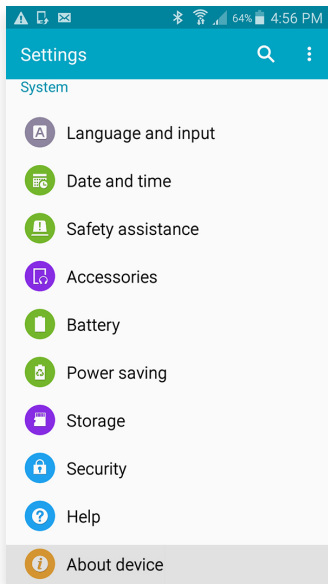 64% 4:56 PM
Settings
System
A Language and input
Date and time
Safety assistance
Accessories
Battery
Power saving
Storage
Security
? Help
i About device